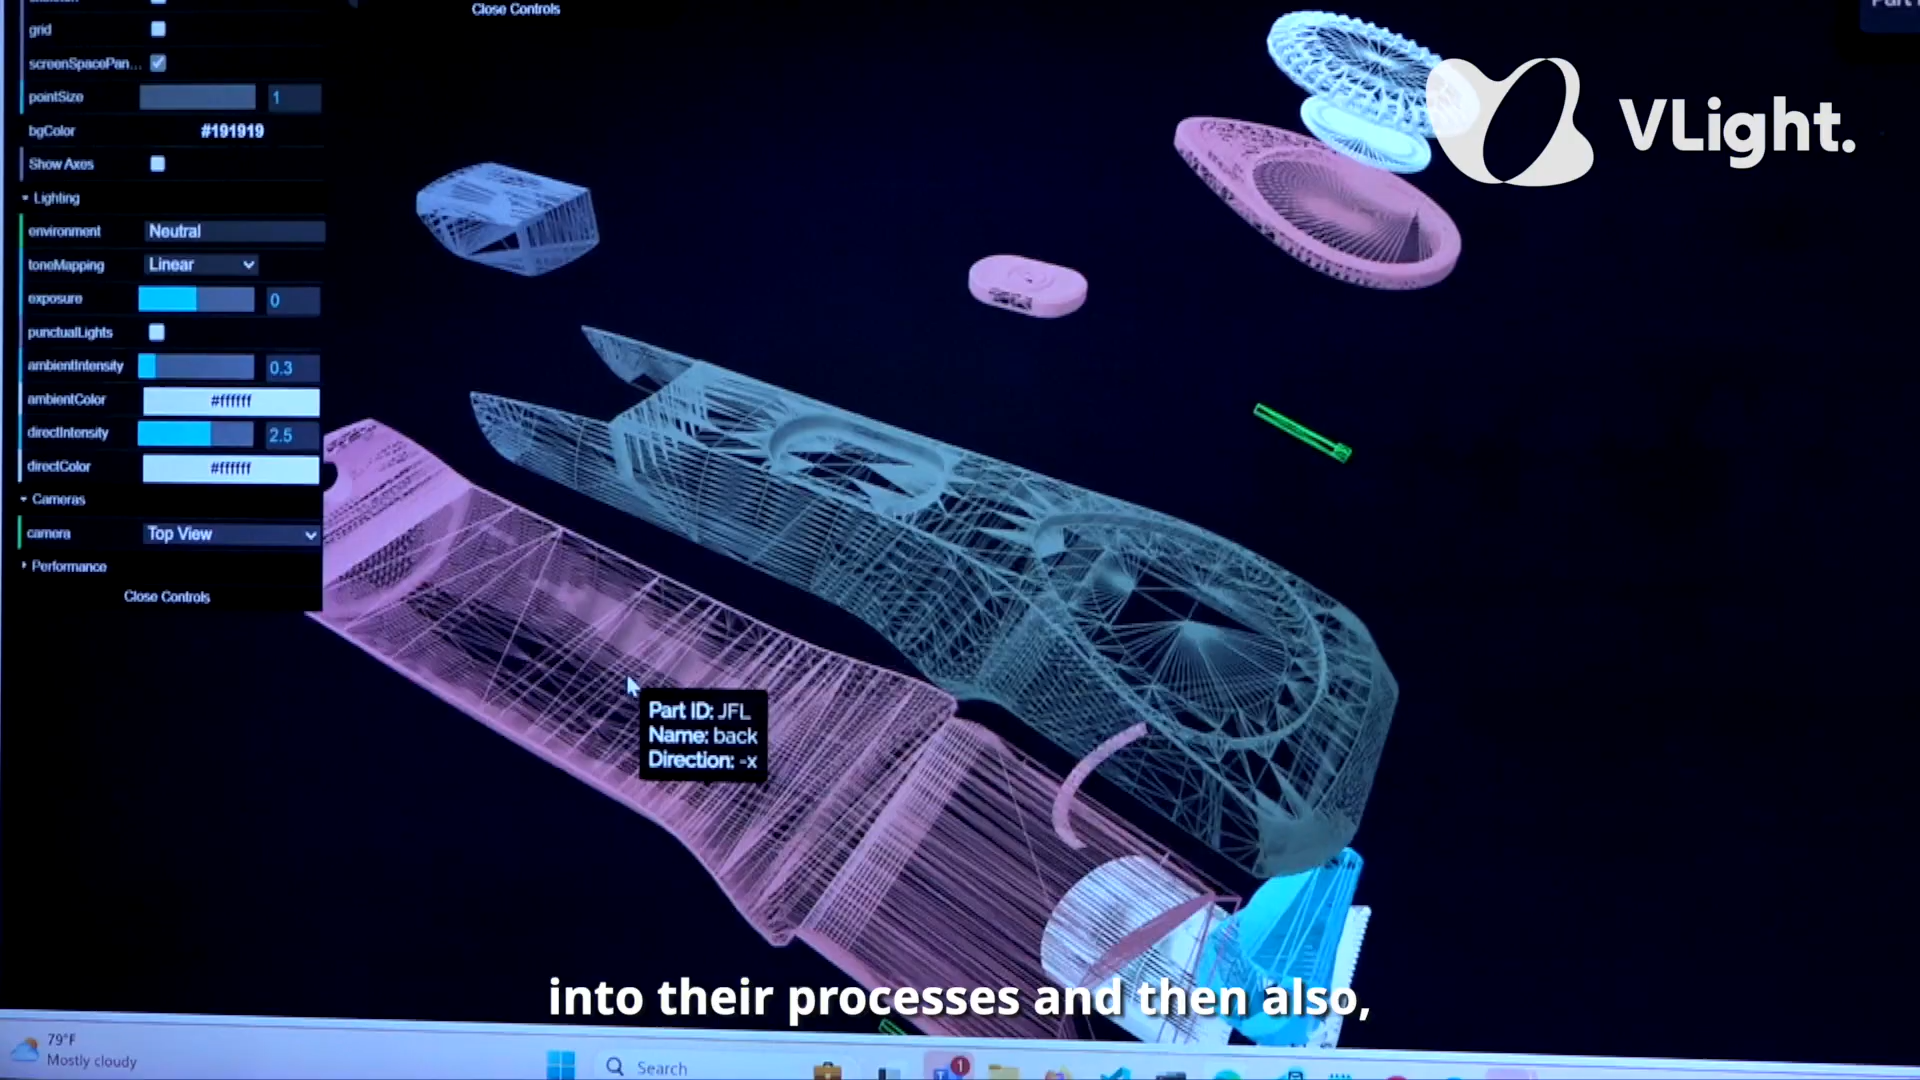 Close Controls
grid
screenSpacePan...
pointSize
1
bgColor
#191919
Show Axes
Lighting
environment
Neutral
toneMapping
Linear
exposure
0
punctualLights
ambientIntensity
0.3
ambientColor
#ffffff
directIntensity
2.5
directColor
#ffffff
Cameras
camera
Top View
Performance
Close Controls
VLight.
Part ID: JFL
Name: back
Direction: -x
into their processes and then also,
79°F
Mostly cloudy
Search
1